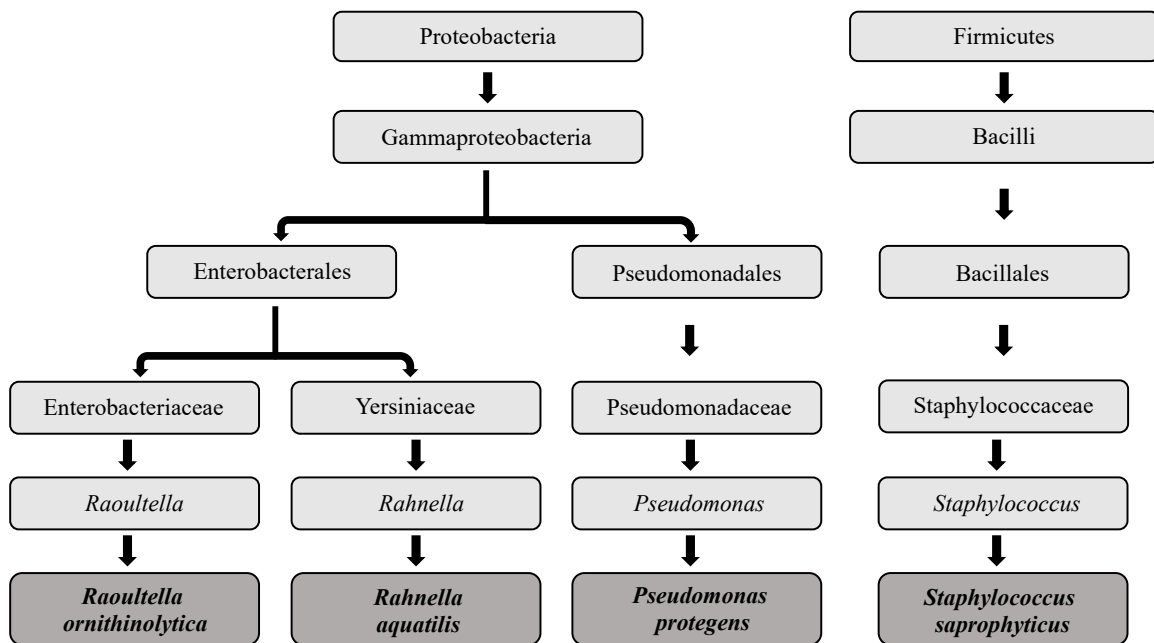 Proteobacteria
Firmicutes
Gammaproteobacteria
Bacilli
Enterobacterales
Pseudomonadales
Bacillales
Enterobacteriaceae
Yersiniaceae
Pseudomonadaceae
Staphylococcaceae
Raoultella
Rahnella
Pseudomonas
Staphylococcus
Raoultella
ornithinolytica
Rahnella
aquatilis
Pseudomonas
protegens
Staphylococcus
saprophyticus